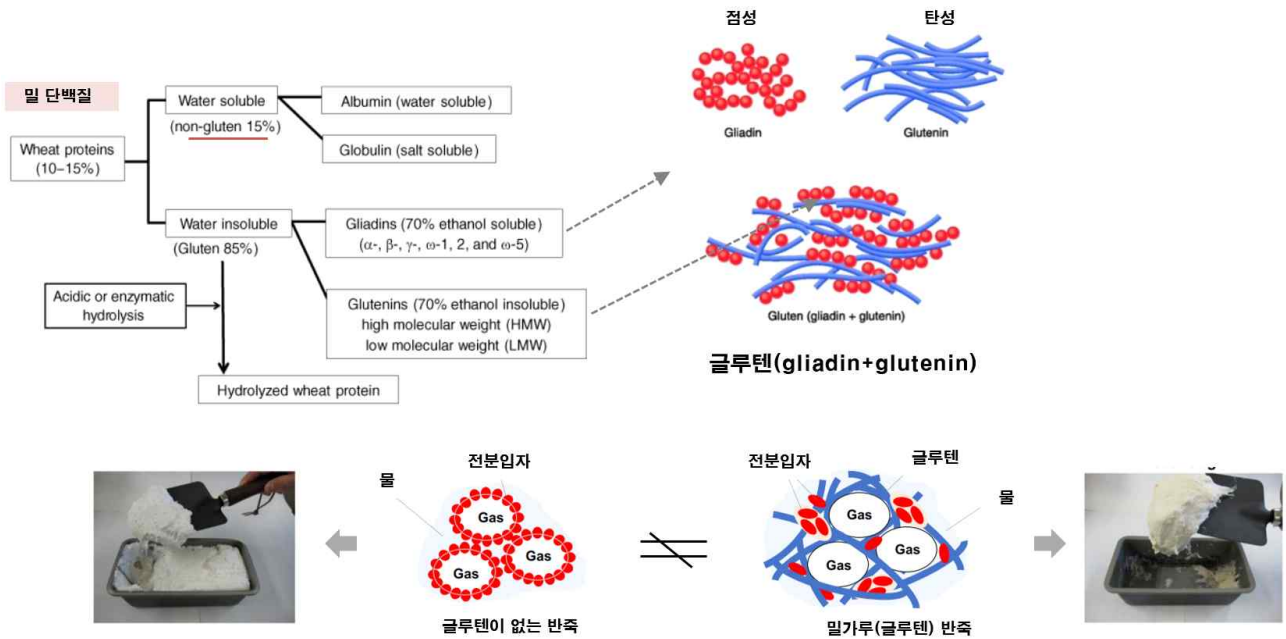 밀 단백질
Wheat proteins
(10–15%)
Water soluble
(non-gluten 15%)
Albumin (water soluble)
Globulin (salt soluble)
Water insoluble
(Gluten 85%)
Gliadins (70% ethanol soluble)
(α-, β-, γ-, ω-1, 2, and ω-5)
Glutenins (70% ethanol insoluble)
high molecular weight (HMW)
low molecular weight (LMW)
Acidic or enzymatic
hydrolysis
Hydrolyzed wheat protein
점성
탄성
Gliadin
Glutenin
Gluten (gliadin + glutenin)
글루텐(gliadin+glutenin)
물
전분입자
Gas
Gas
Gas
글루텐이 없는 반죽
전분입자
글루텐
물
Gas
Gas
Gas
밀가루(글루텐) 반죽